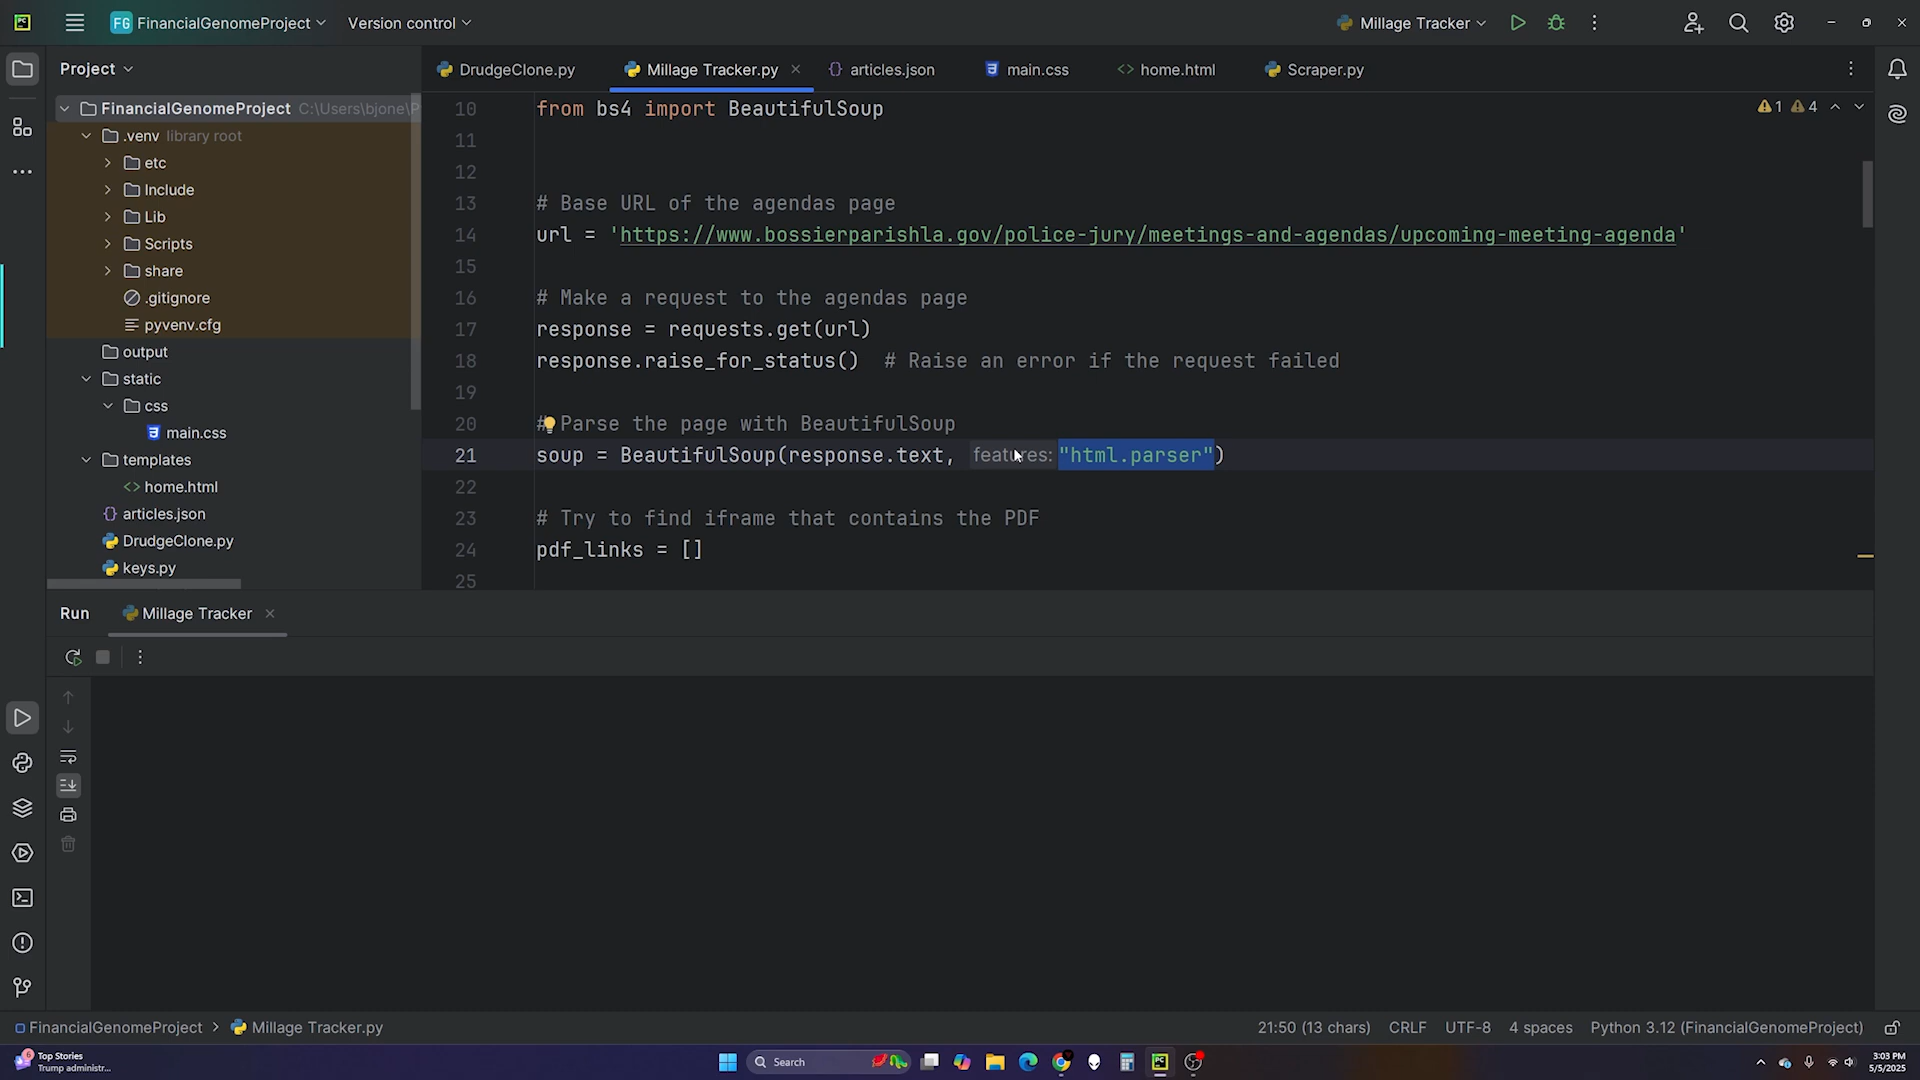 PC
FG FinancialGenomeProject
Version control
Millage Tracker
Project
DrudgeClone.py
Millage Tracker.py
articles.json
main.css
home.html
Scraper.py
FinancialGenomeProject C:\Users\bjone\P
.venv library root
etc
Include
Lib
Scripts
share
.gitignore
pyvenv.cfg
output
static
css
main.css
templates
home.html
articles.json
DrudgeClone.py
keys.py
1 4
10 from bs4 import BeautifulSoup
11
12
13 # Base URL of the agendas page
14 url = 'https://www.bossierparishla.gov/police-jury/meetings-and-agendas/upcoming-meeting-agenda'
15
16 # Make a request to the agendas page
17 response = requests.get(url)
18 response.raise_for_status()  # Raise an error if the request failed
19
20 # Parse the page with BeautifulSoup
21 soup = BeautifulSoup(response.text, features: "html.parser")
22
23 # Try to find iframe that contains the PDF
24 pdf_links = []
25
Run
Millage Tracker
FinancialGenomeProject > Millage Tracker.py
21:50 (13 chars)
CRLF
UTF-8
4 spaces
Python 3.12 (FinancialGenomeProject)
Top Stories
Trump administr...
Search
PC
3:03 PM
5/5/2025